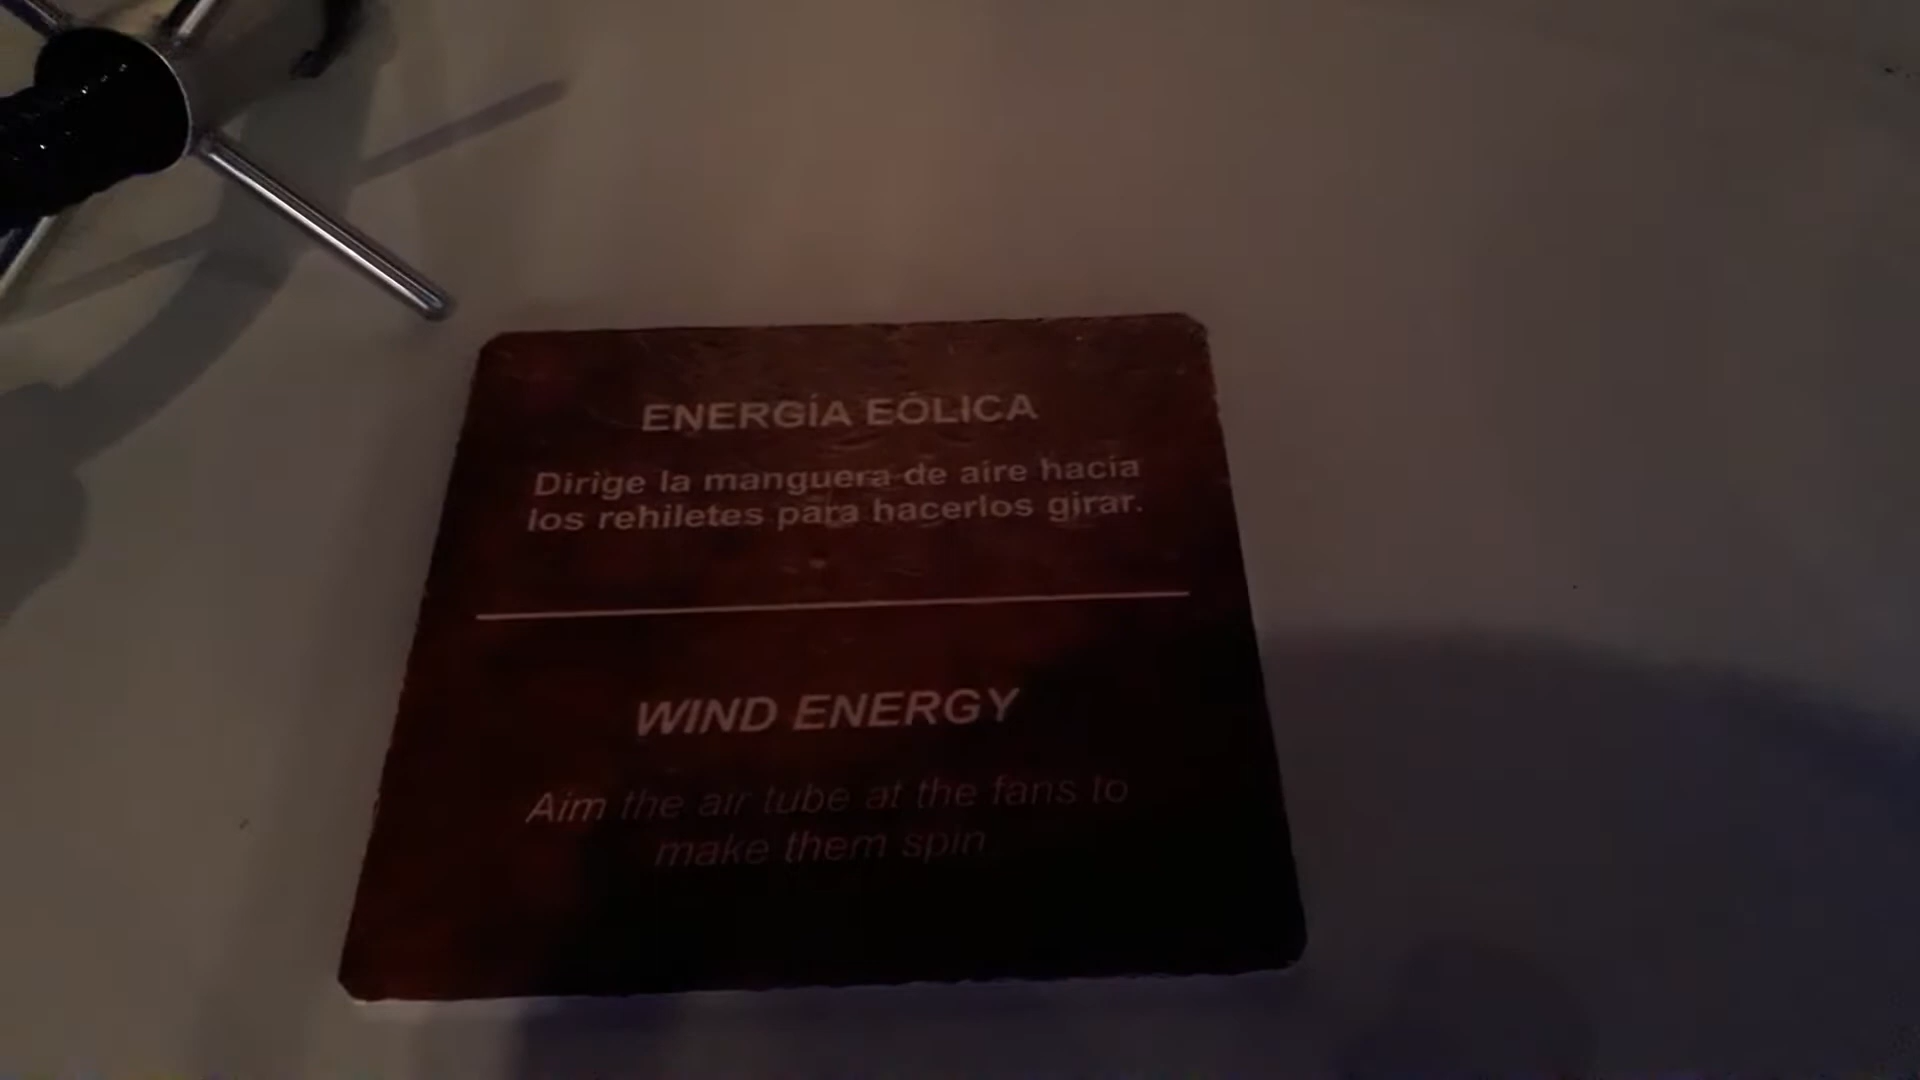 ENERGÍA EÓLICA
Dirige la manguera de aire hacia
los rehiletes para hacerlos girar.
WIND ENERGY
Aim the air tube at the fans to
make them spin